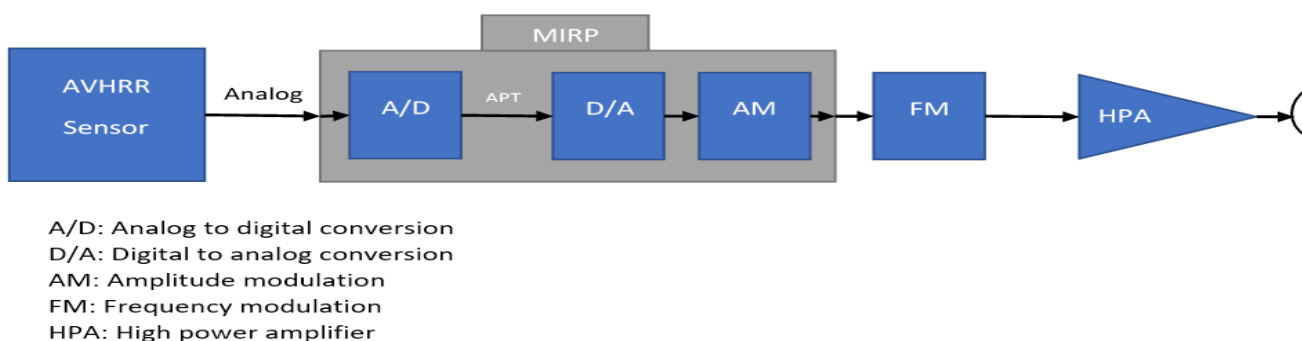 MIRP
AVHRR
Sensor
Analog
A/D
APT
D/A
AM
FM
HPA
A/D: Analog to digital conversion
D/A: Digital to analog conversion
AM: Amplitude modulation
FM: Frequency modulation
HPA: High power amplifier